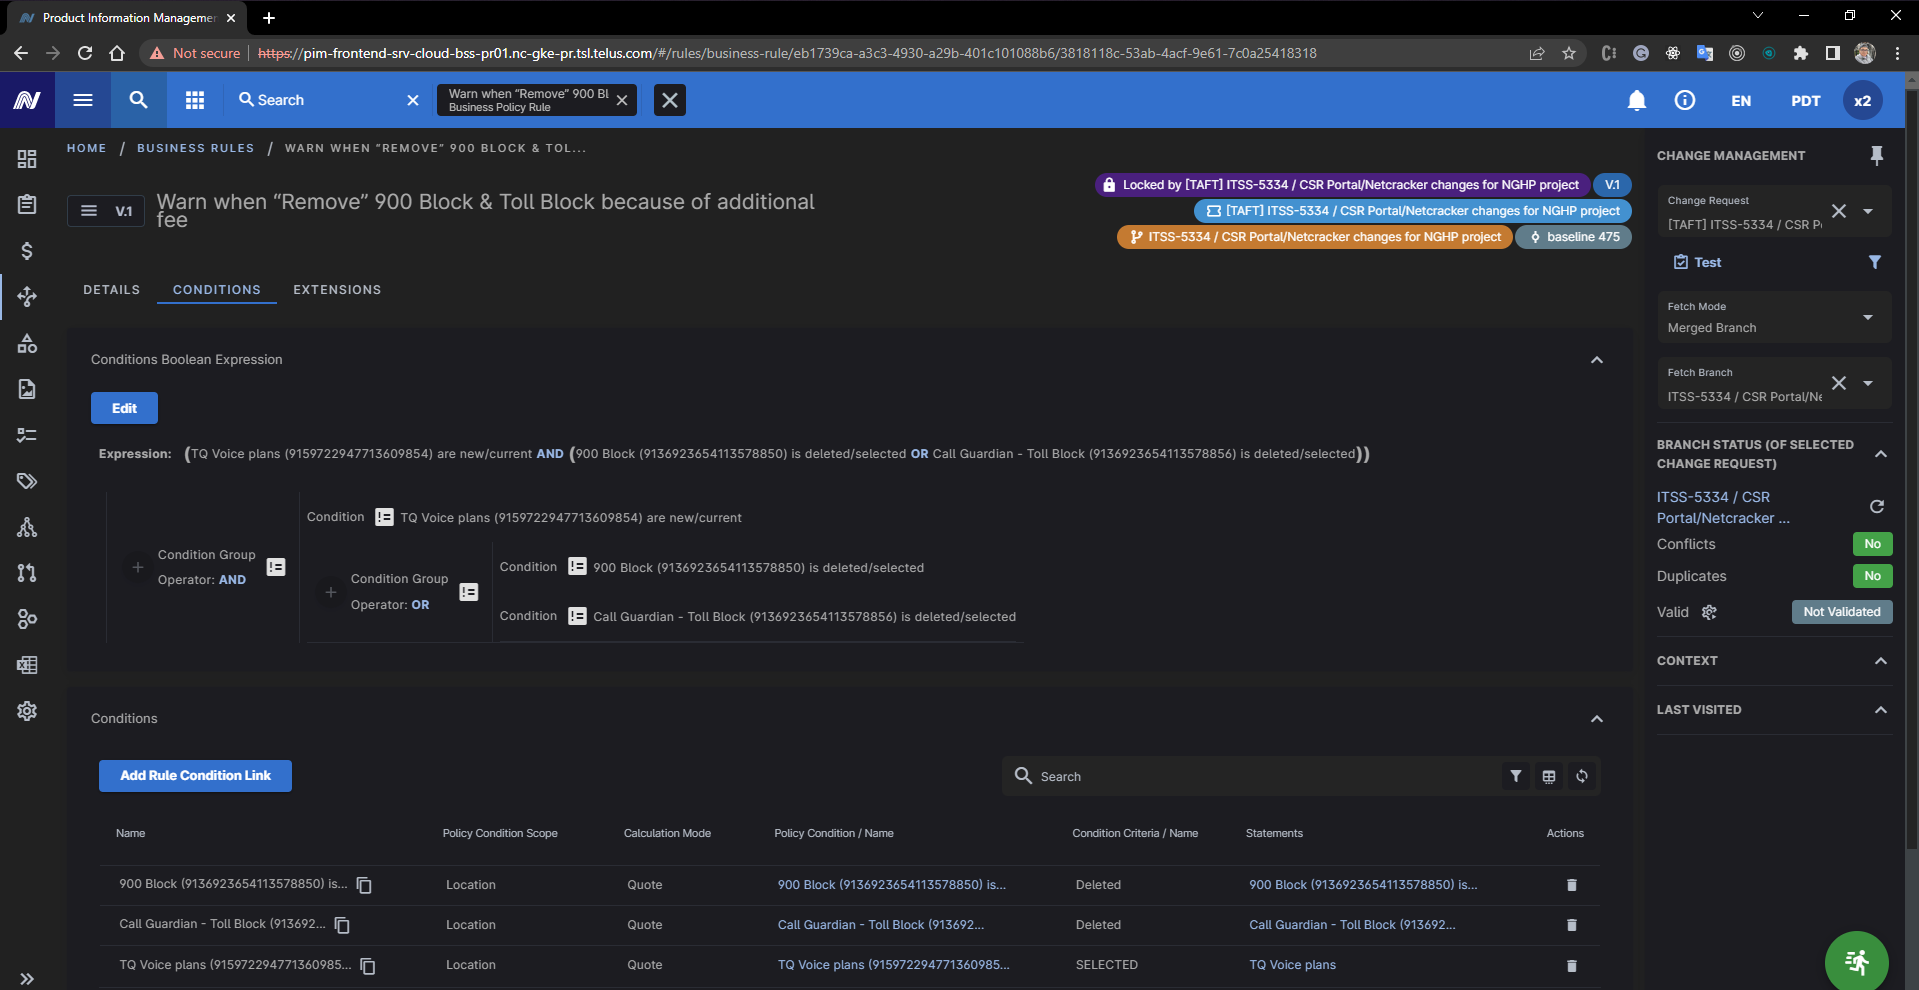 Product Information Manageme
Not secure
https://pim-frontend-srv-cloud-bss-pr01.nc-gke-pr.tsl.telus.com/#/rules/business-rule/eb1739ca-a3c3-4930-a29b-401c101088b6/3818118c-53ab-4acf-9e61-7c0a25418318
Search
Warn when “Remove” 900 Bl
Business Policy Rule
EN
PDT
x2
HOME / BUSINESS RULES / WARN WHEN “REMOVE” 900 BLOCK & TOL...
V.1
Warn when “Remove” 900 Block & Toll Block because of additional
fee
Locked by [TAFT] ITSS-5334 / CSR Portal/Netcracker changes for NGHP project
V.1
[TAFT] ITSS-5334 / CSR Portal/Netcracker changes for NGHP project
ITSS-5334 / CSR Portal/Netcracker changes for NGHP project
baseline 475
DETAILS
CONDITIONS
EXTENSIONS
Conditions Boolean Expression
Edit
Expression: (TQ Voice plans (9159722947713609854) are new/current AND (900 Block (9136923654113578850) is deleted/selected OR Call Guardian - Toll Block (9136923654113578856) is deleted/selected))
Condition != TQ Voice plans (9159722947713609854) are new/current
Condition Group
Operator: AND
!=
Condition Group
Operator: OR
!=
Condition != 900 Block (9136923654113578850) is deleted/selected
Condition != Call Guardian - Toll Block (9136923654113578856) is deleted/selected
Conditions
Add Rule Condition Link
Search
Name Policy Condition Scope Calculation Mode Policy Condition / Name Condition Criteria / Name Statements Actions
900 Block (9136923654113578850) is... Location Quote 900 Block (9136923654113578850) is... Deleted 900 Block (9136923654113578850) is...
Call Guardian - Toll Block (913692... Location Quote Call Guardian - Toll Block (913692... Deleted Call Guardian - Toll Block (913692...
TQ Voice plans (915972294771360985... Location Quote TQ Voice plans (915972294771360985... SELECTED TQ Voice plans
CHANGE MANAGEMENT
Change Request
[TAFT] ITSS-5334 / CSR P
Test
Fetch Mode
Merged Branch
Fetch Branch
ITSS-5334 / CSR Portal/Ne
BRANCH STATUS (OF SELECTED
CHANGE REQUEST)
ITSS-5334 / CSR
Portal/Netcracker ...
Conflicts No
Duplicates No
Valid Not Validated
CONTEXT
LAST VISITED